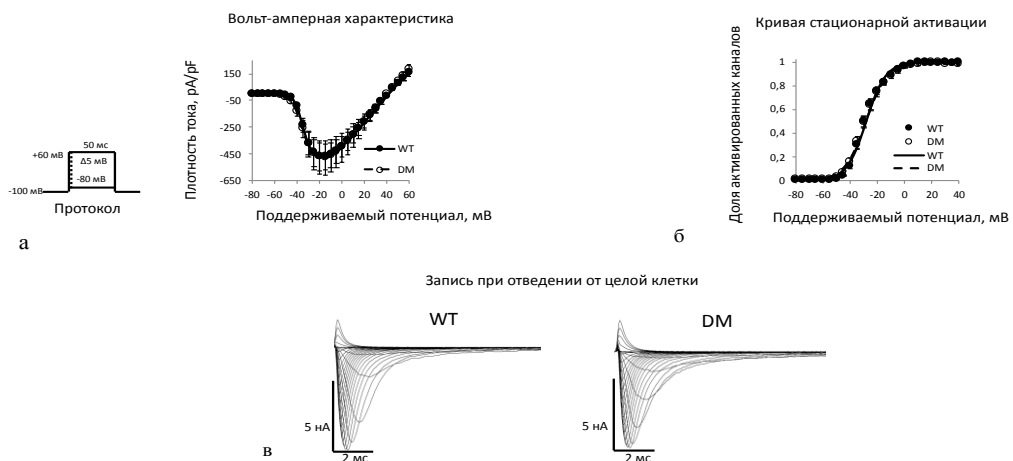 Вольт-амперная характеристика
Плотность тока, pA/pF
150
-50
-250
-450
-650
-80 -60 -40 -20 0 20 40 60
WT
DM
Поддерживаемый потенциал, мВ
50 мс
+60 мВ
Δ5 мВ
-80 мВ
-100 мВ
Протокол
а
Кривая стационарной активации
Доля активированных каналов
1
0,8
0,6
0,4
0,2
0
-80 -60 -40 -20 0 20 40
WT
DM
WT
DM
Поддерживаемый потенциал, мВ
б
Запись при отведении от целой клетки
WT
DM
5 нА
2 мс
5 нА
2 мс
в